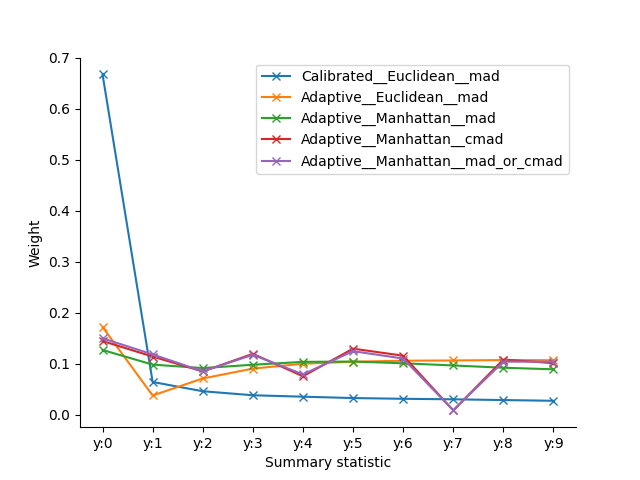 0.7
0.6
0.5
0.4
0.3
0.2
0.1
0.0
Weight
Calibrated__Euclidean__mad
Adaptive__Euclidean__mad
Adaptive__Manhattan__mad
Adaptive__Manhattan__cmad
Adaptive__Manhattan__mad_or_cmad
y:0 y:1 y:2 y:3 y:4 y:5 y:6 y:7 y:8 y:9
Summary statistic